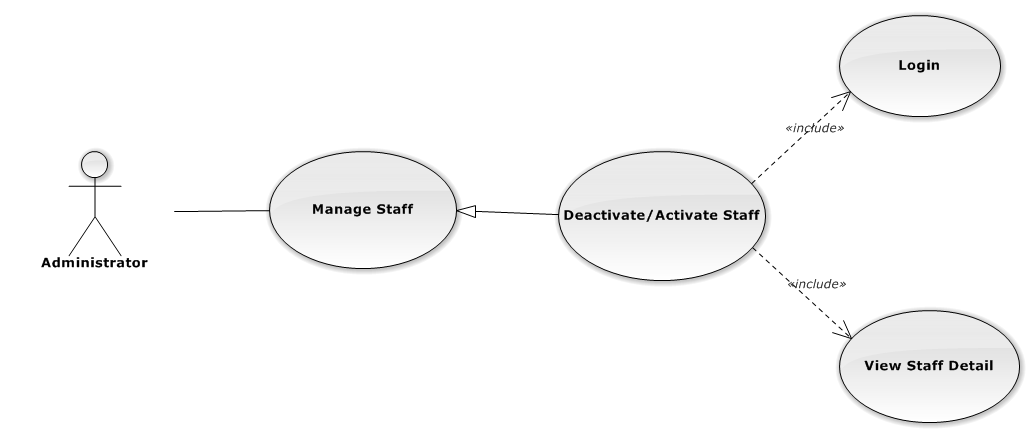 Login
«include»
Manage Staff
Deactivate/Activate Staff
Administrator
«include»
View Staff Detail